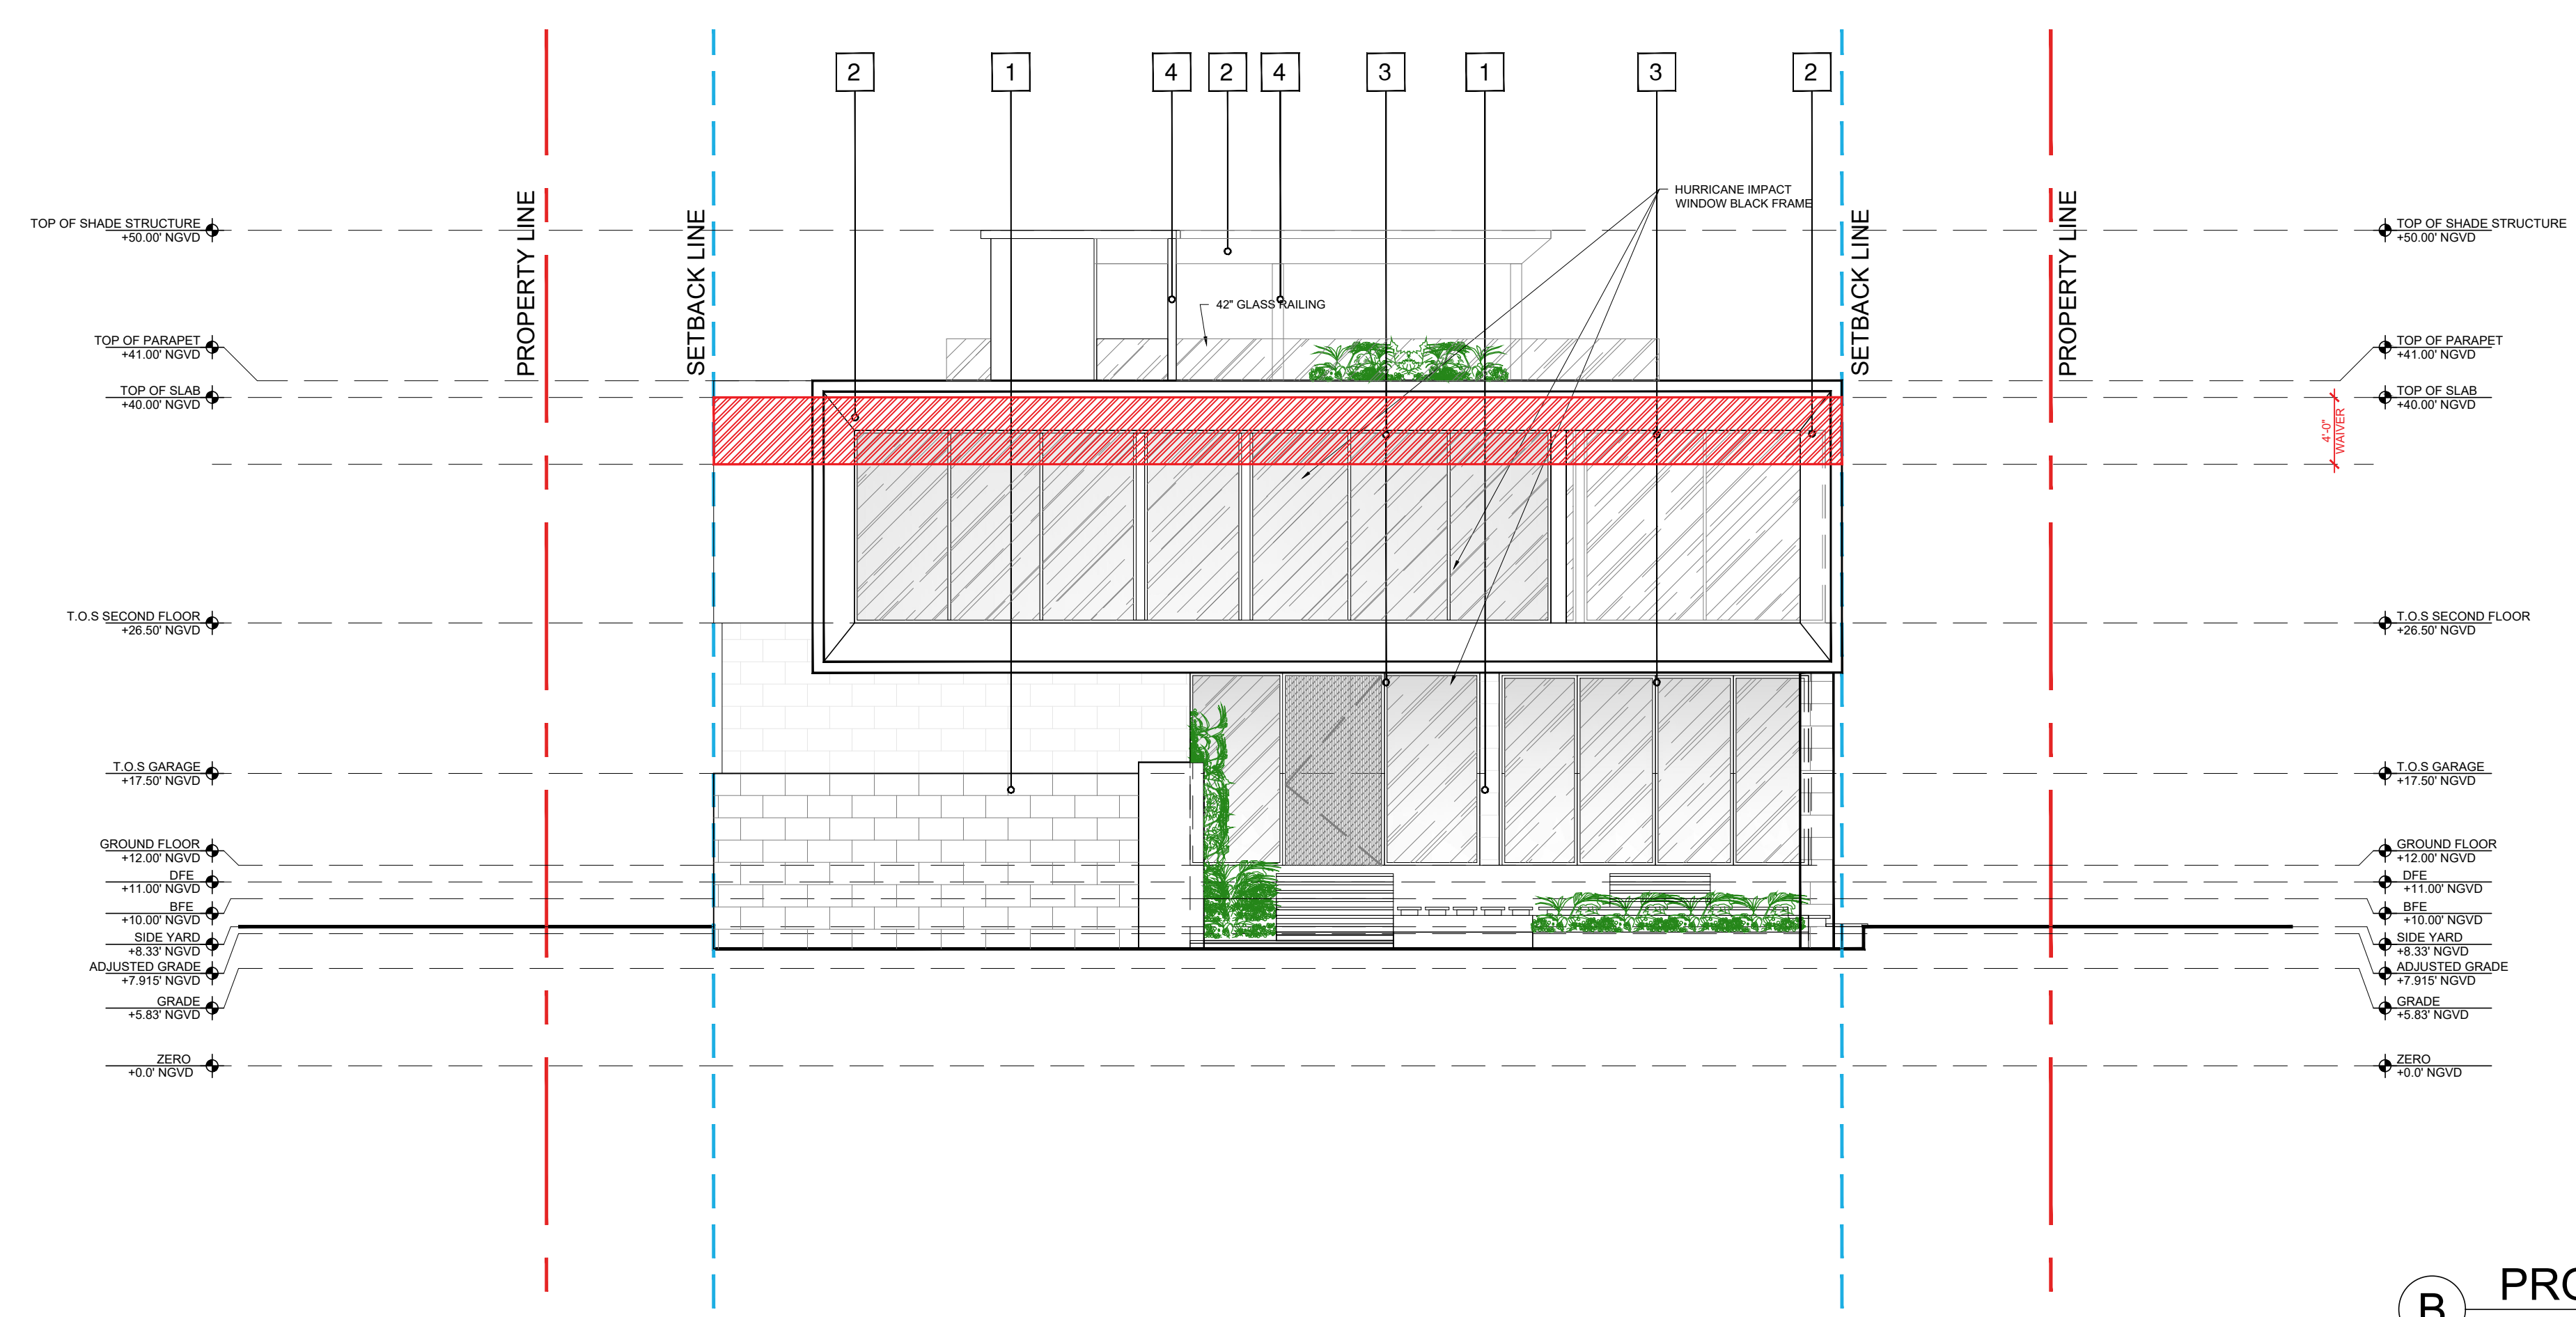 2
1
4
2
4
3
1
3
2
HURRICANE IMPACT
WINDOW BLACK FRAME
42" GLASS RAILING
PROPERTY LINE
SETBACK LINE
SETBACK LINE
PROPERTY LINE
TOP OF SHADE STRUCTURE
+50.00' NGVD
TOP OF PARAPET
+41.00' NGVD
TOP OF SLAB
+40.00' NGVD
T.O.S SECOND FLOOR
+26.50' NGVD
T.O.S GARAGE
+17.50' NGVD
GROUND FLOOR
+12.00' NGVD
DFE
+11.00' NGVD
BFE
+10.00' NGVD
SIDE YARD
+8.33' NGVD
ADJUSTED GRADE
+7.915' NGVD
GRADE
+5.83' NGVD
ZERO
+0.0' NGVD
TOP OF SHADE STRUCTURE
+50.00' NGVD
TOP OF PARAPET
+41.00' NGVD
TOP OF SLAB
+40.00' NGVD
4'-0"
WAIVER
T.O.S SECOND FLOOR
+26.50' NGVD
T.O.S GARAGE
+17.50' NGVD
GROUND FLOOR
+12.00' NGVD
DFE
+11.00' NGVD
BFE
+10.00' NGVD
SIDE YARD
+8.33' NGVD
ADJUSTED GRADE
+7.915' NGVD
GRADE
+5.83' NGVD
ZERO
+0.0' NGVD
B